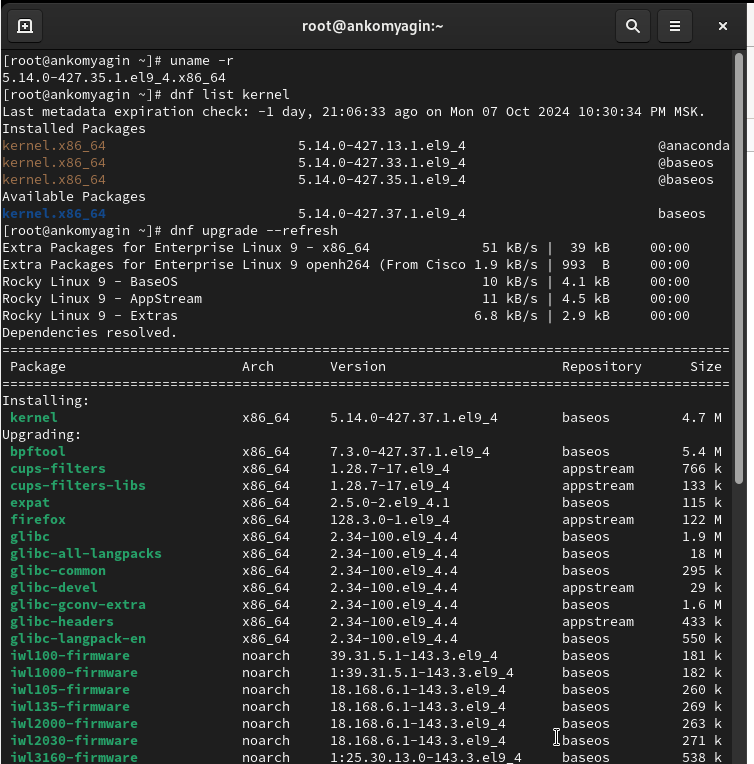 root@ankomyagin:~
[root@ankomyagin ~]# uname -r
5.14.0-427.35.1.el9_4.x86_64
[root@ankomyagin ~]# dnf list kernel
Last metadata expiration check: -1 day, 21:06:33 ago on Mon 07 Oct 2024 10:30:34 PM MSK.
Installed Packages
kernel.x86_64 5.14.0-427.13.1.el9_4 @anaconda
kernel.x86_64 5.14.0-427.33.1.el9_4 @baseos
kernel.x86_64 5.14.0-427.35.1.el9_4 @baseos
Available Packages
kernel.x86_64 5.14.0-427.37.1.el9_4 baseos
[root@ankomyagin ~]# dnf upgrade --refresh
Extra Packages for Enterprise Linux 9 - x86_64 51 kB/s | 39 kB 00:00
Extra Packages for Enterprise Linux 9 openh264 (From Cisco 1.9 kB/s | 993 B 00:00
Rocky Linux 9 - BaseOS 10 kB/s | 4.1 kB 00:00
Rocky Linux 9 - AppStream 11 kB/s | 4.5 kB 00:00
Rocky Linux 9 - Extras 6.8 kB/s | 2.9 kB 00:00
Dependencies resolved.
===========================================================================================
Package Arch Version Repository Size
===========================================================================================
Installing:
kernel x86_64 5.14.0-427.37.1.el9_4 baseos 4.7 M
Upgrading:
bpftool x86_64 7.3.0-427.37.1.el9_4 baseos 5.4 M
cups-filters x86_64 1.28.7-17.el9_4 appstream 766 k
cups-filters-libs x86_64 1.28.7-17.el9_4 appstream 133 k
expat x86_64 2.5.0-2.el9_4.1 baseos 115 k
firefox x86_64 128.3.0-1.el9_4 appstream 122 M
glibc x86_64 2.34-100.el9_4.4 baseos 1.9 M
glibc-all-langpacks x86_64 2.34-100.el9_4.4 baseos 18 M
glibc-common x86_64 2.34-100.el9_4.4 baseos 295 k
glibc-devel x86_64 2.34-100.el9_4.4 appstream 29 k
glibc-gconv-extra x86_64 2.34-100.el9_4.4 baseos 1.6 M
glibc-headers x86_64 2.34-100.el9_4.4 appstream 433 k
glibc-langpack-en x86_64 2.34-100.el9_4.4 baseos 550 k
iwl100-firmware noarch 39.31.5.1-143.3.el9_4 baseos 181 k
iwl1000-firmware noarch 1:39.31.5.1-143.3.el9_4 baseos 182 k
iwl105-firmware noarch 18.168.6.1-143.3.el9_4 baseos 260 k
iwl135-firmware noarch 18.168.6.1-143.3.el9_4 baseos 269 k
iwl2000-firmware noarch 18.168.6.1-143.3.el9_4 baseos 263 k
iwl2030-firmware noarch 18.168.6.1-143.3.el9_4 baseos 271 k
iwl3160-firmware noarch 1:25.30.13.0-143.3.el9_4 baseos 538 k